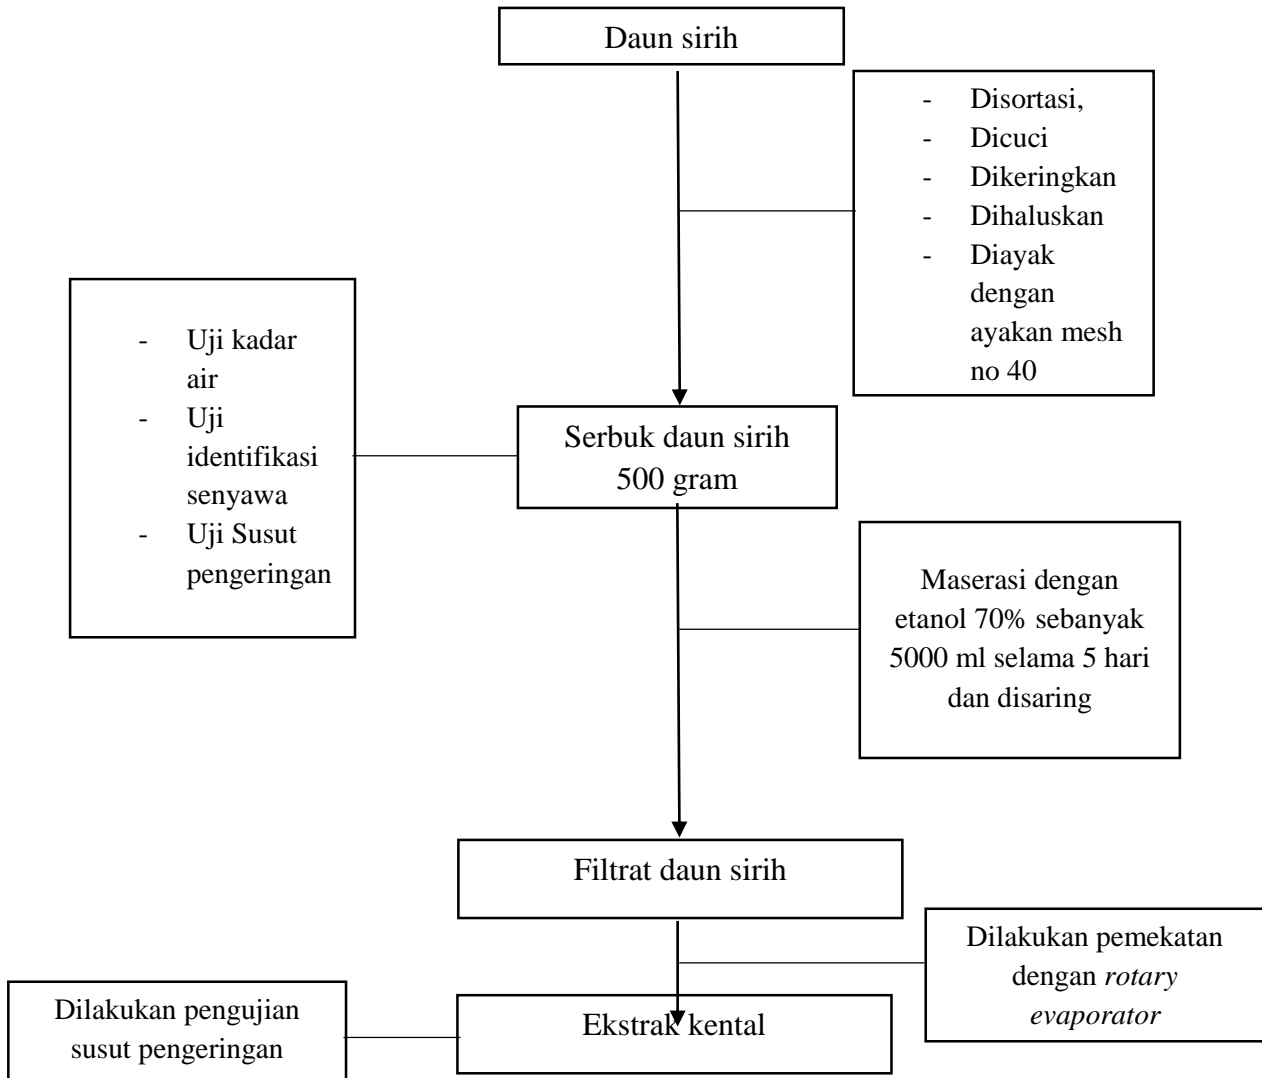 Daun sirih
- Disortasi,
- Dicuci
- Dikeringkan
- Dihaluskan
- Diayak
dengan
ayakan mesh
no 40
- Uji kadar
air
- Uji
identifikasi
senyawa
- Uji Susut
pengeringan
Serbuk daun sirih
500 gram
Maserasi dengan
etanol 70% sebanyak
5000 ml selama 5 hari
dan disaring
Filtrat daun sirih
Dilakukan pemekatan
dengan rotary
evaporator
Dilakukan pengujian
susut pengeringan
Ekstrak kental